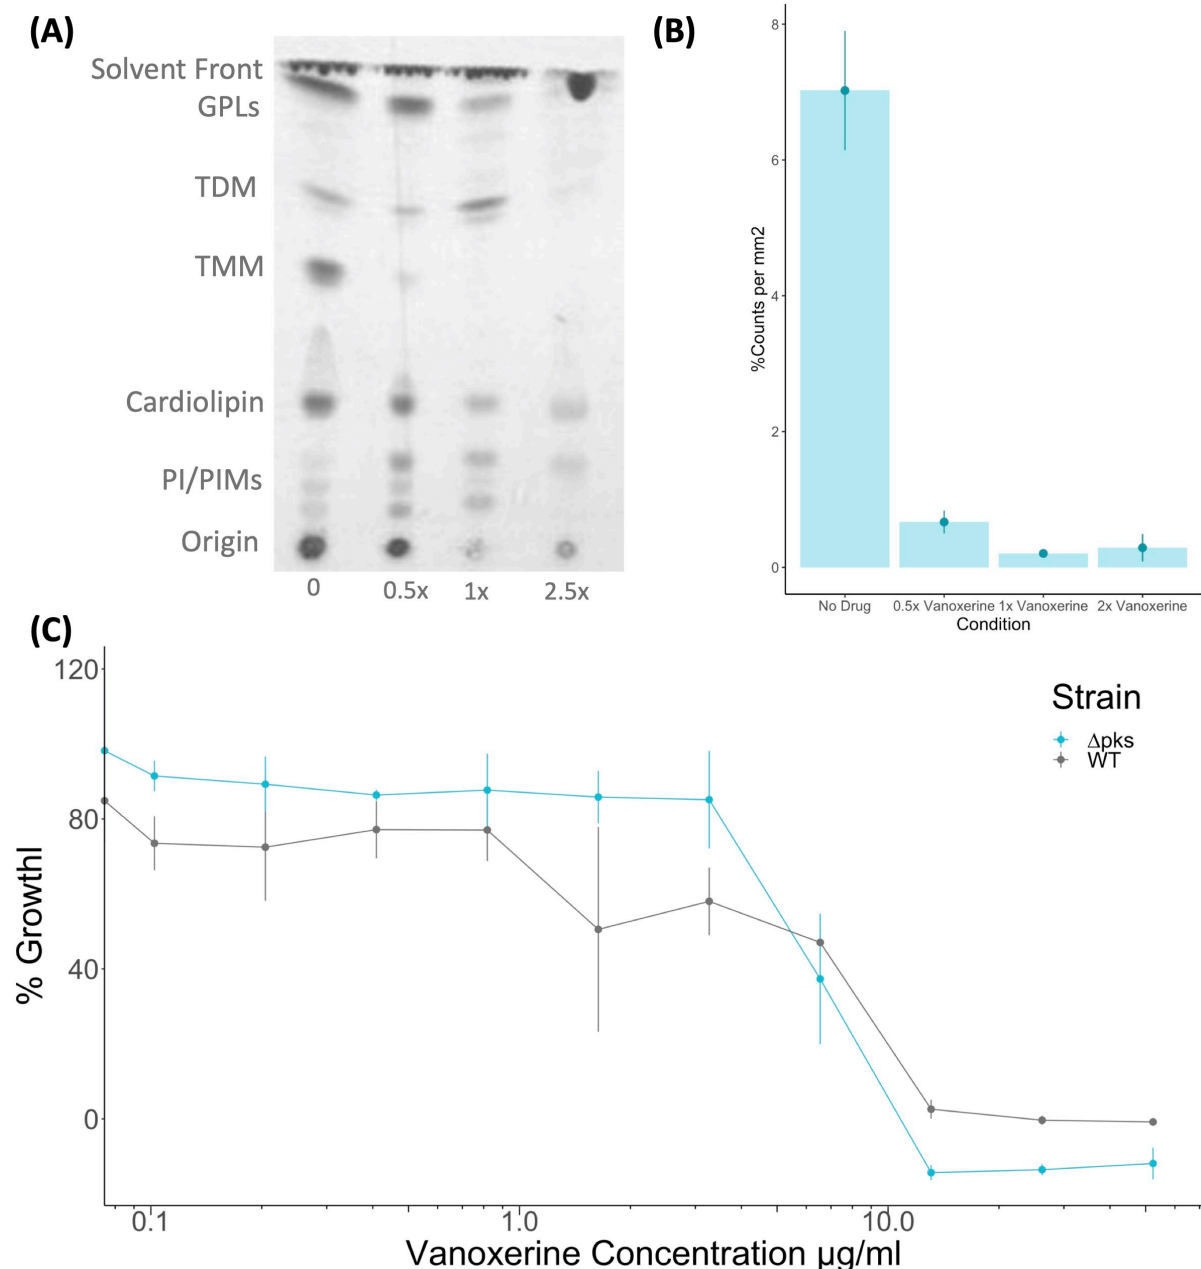 (A)
Solvent Front
GPLs
TDM
TMM
Cardiolipin
PI/PIMs
Origin
0 0.5x 1x 2.5x
(B)
8
6
4
2
0
%Counts per mm2
No Drug 0.5x Vanoxerine 1x Vanoxerine 2x Vanoxerine
Condition
(C)
120
80
40
0
% Growthl
Strain
Δpks
WT
0.1 1.0 10.0
Vanoxerine Concentration µg/ml